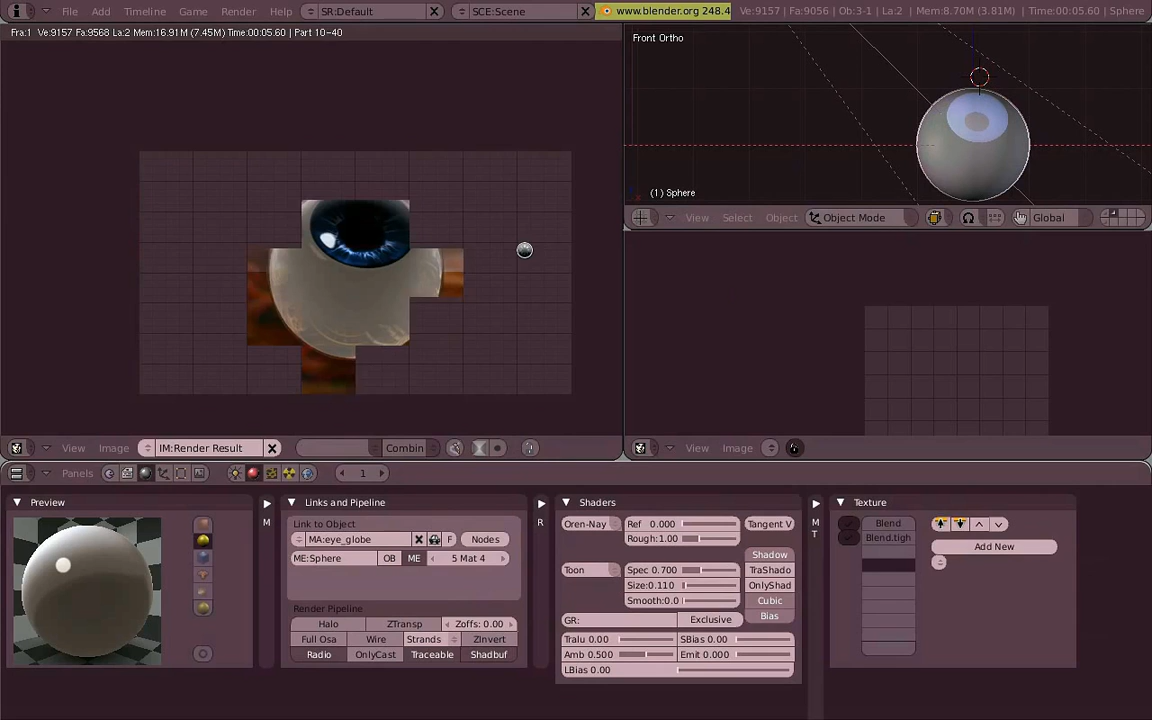 File Add Timeline Game Render Help SR:Default SCE:Scene www.blender.org 248.4 Ve:9157 Fa:9056 Ob:3-1 La:2 Mem:8.70M (3.81M) Time:00:05.60 Sphere
Fra:1 Ve:9157 Fa:9568 La:2 Mem:16.91M (7.45M) Time:00:05.60 | Part 10-40
Front Ortho
(1) Sphere
View Select Object Object Mode Global
View Image IM:Render Result Combin
View Image
Panels 1
Preview
M
Links and Pipeline
Link to Object
MA:eye_globe F Nodes
ME:Sphere OB ME 5 Mat 4
Render Pipeline
Halo ZTransp Zoffs: 0.00
Full Osa Wire Strands ZInvert
Radio OnlyCast Traceable Shadbuf
R
Shaders
Oren-Nay Ref 0.000 Tangent V
Rough:1.00
Shadow
Toon Spec 0.700 TraShado
Size:0.110 OnlyShad
Smooth:0.0 Cubic
GR: Exclusive Bias
Tralu 0.00 SBias 0.00
Amb 0.500 Emit 0.000
LBias 0.00
M
T
Texture
Blend
Blend.tigh
Add New